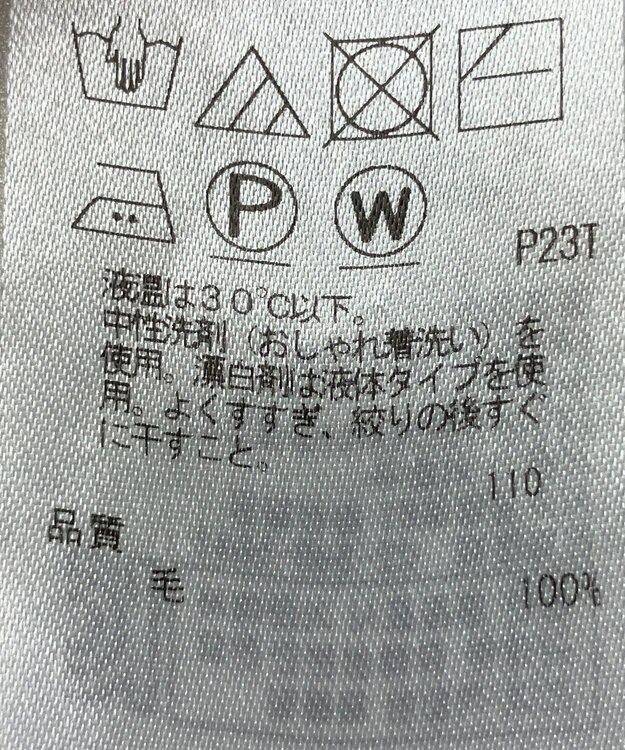 P
W
P23T
液温は30℃以下。
中性洗剤(おしゃれ着洗い)を
使用。漂白剤は液体タイプを使
用。よくすすぎ、絞りの後すぐ
に干すこと。
110
品質
毛 100%